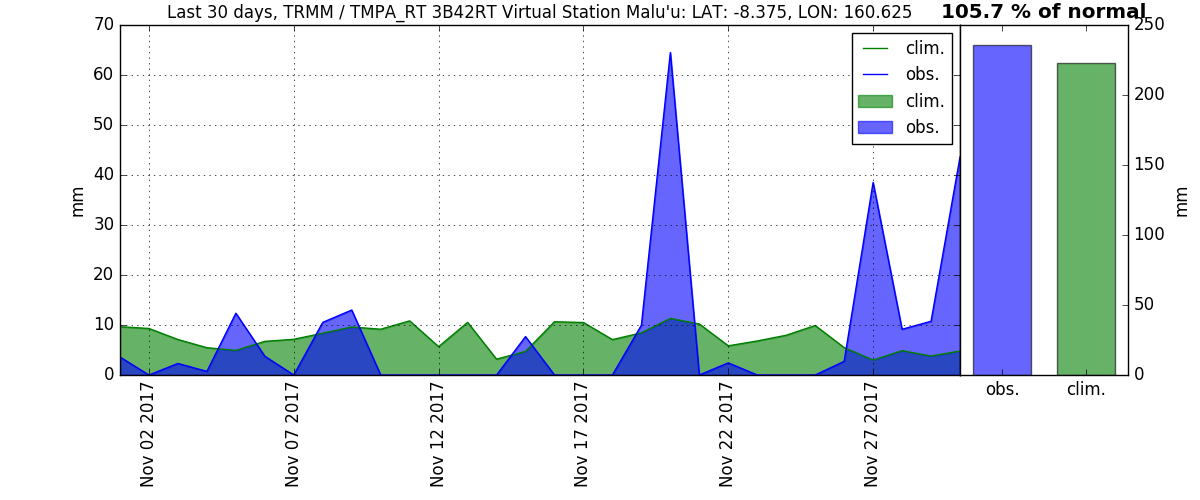 Last 30 days, TRMM / TMPA_RT 3B42RT Virtual Station Malu'u: LAT: -8.375, LON: 160.625
105.7 % of normal
70
60
50
40
30
20
10
0
mm
clim.
obs.
clim.
obs.
Nov 02 2017
Nov 07 2017
Nov 12 2017
Nov 17 2017
Nov 22 2017
Nov 27 2017
250
200
150
100
50
0
mm
obs.
clim.